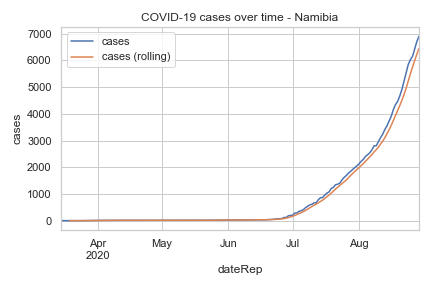 COVID-19 cases over time - Namibia
cases
cases (rolling)
7000
6000
5000
4000
3000
2000
1000
0
cases
Apr
2020
May
Jun
Jul
Aug
dateRep